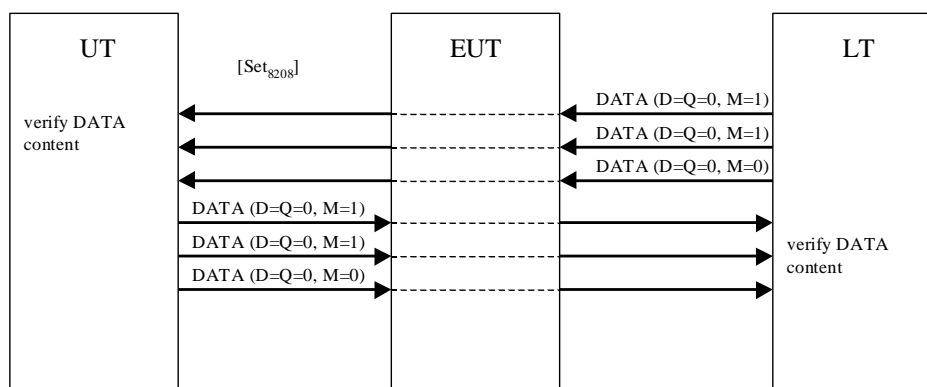 UT
EUT
LT
[Set8208]
DATA (D=Q=0, M=1)
verify DATA
content
DATA (D=Q=0, M=1)
DATA (D=Q=0, M=0)
DATA (D=Q=0, M=1)
DATA (D=Q=0, M=1)
verify DATA
content
DATA (D=Q=0, M=0)